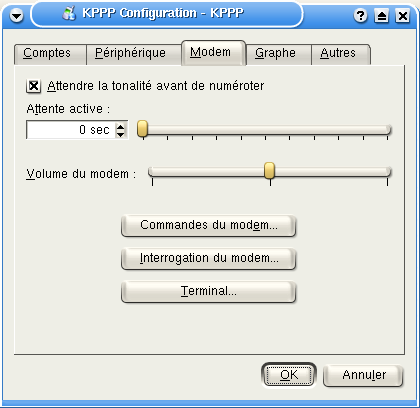 KPPP Configuration - KPPP
Comptes Périphérique Modem Graphe Autres
Attendre la tonalité avant de numéroter
Attente active :
0 sec
Volume du modem :
Commandes du modem...
Interrogation du modem...
Terminal...
OK Annuler